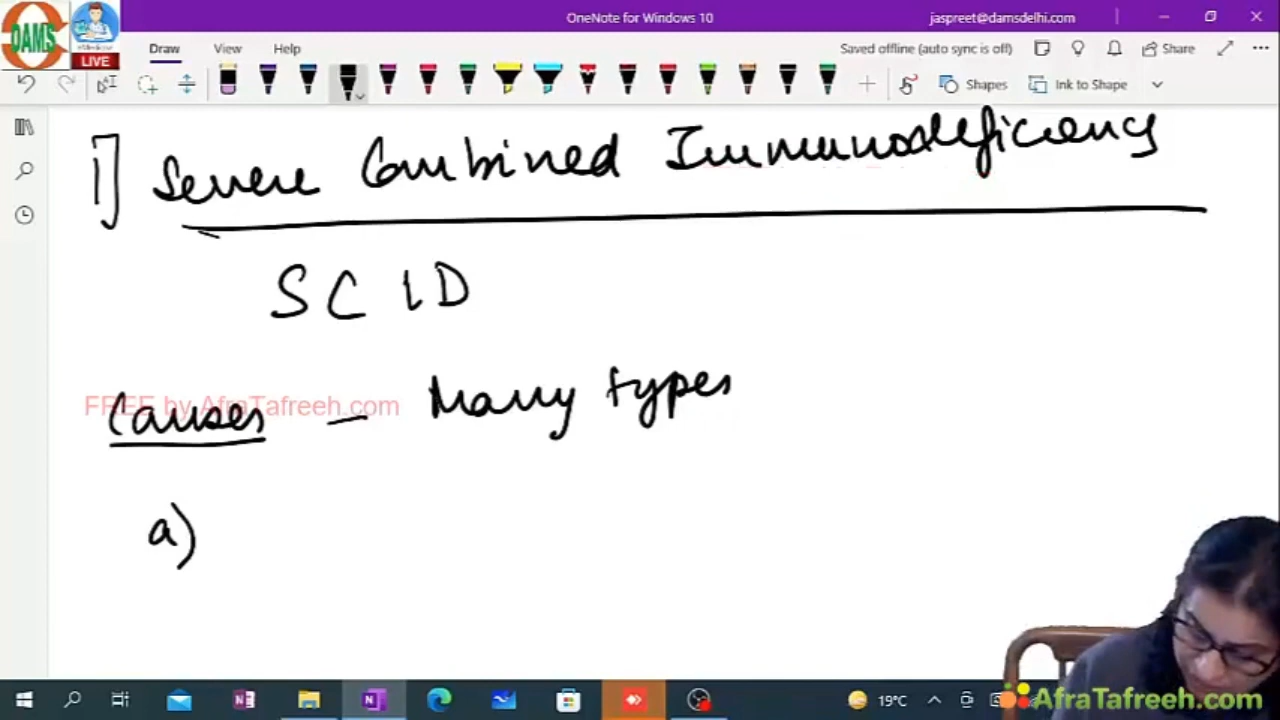 DAMS
eMedicoz
LIVE
OneNote for Windows 10
jaspreet@damsdelhi.com
Draw
View
Help
Saved offline (auto sync is off)
Share
Shapes
Ink to Shape
1] Severe Combined Immunodeficiency
SCID
FREE by AfraTafreeh.com
Causes – Many types
a)
19°C
AfraTafreeh.com